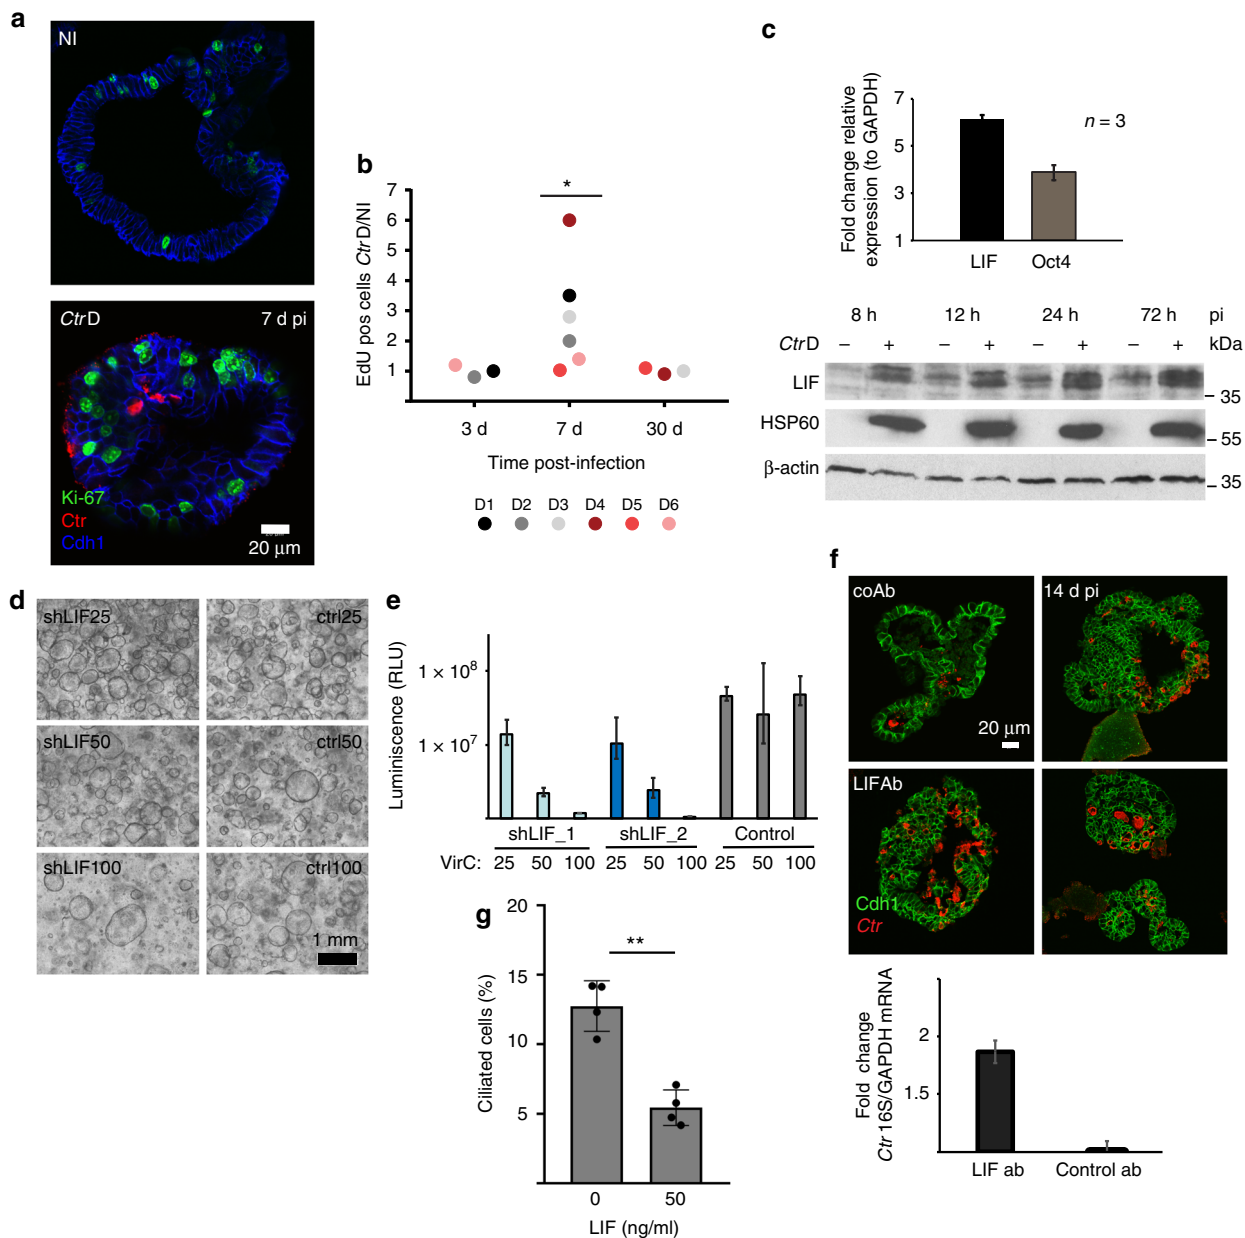 a
NI
CtrD 7 d pi
Ki-67
Ctr
Cdh1
20 μm
b
EdU pos cells CtrD/NI
7
6
5
4
3
2
1
*
3 d 7 d 30 d
Time post-infection
D1 D2 D3 D4 D5 D6
c
Fold change relative
expression (to GAPDH)
7
5
3
1
n = 3
LIF Oct4
8 h 12 h 24 h 72 h pi
CtrD – + – + – + – + kDa
LIF
– 35
HSP60
– 55
β-actin
– 35
d
shLIF25 ctrl25
shLIF50 ctrl50
shLIF100 ctrl100
1 mm
e
Luminiscence (RLU)
1 × 10⁸
1 × 10⁷
shLIF_1 shLIF_2 Control
VirC: 25 50 100 25 50 100 25 50 100
f
coAb 14 d pi
20 μm
LIFAb
Cdh1
Ctr
Fold change
Ctr 16S/GAPDH mRNA
2
1.5
LIF ab Control ab
g
Ciliated cells (%)
20
15
10
5
**
0 50
LIF (ng/ml)